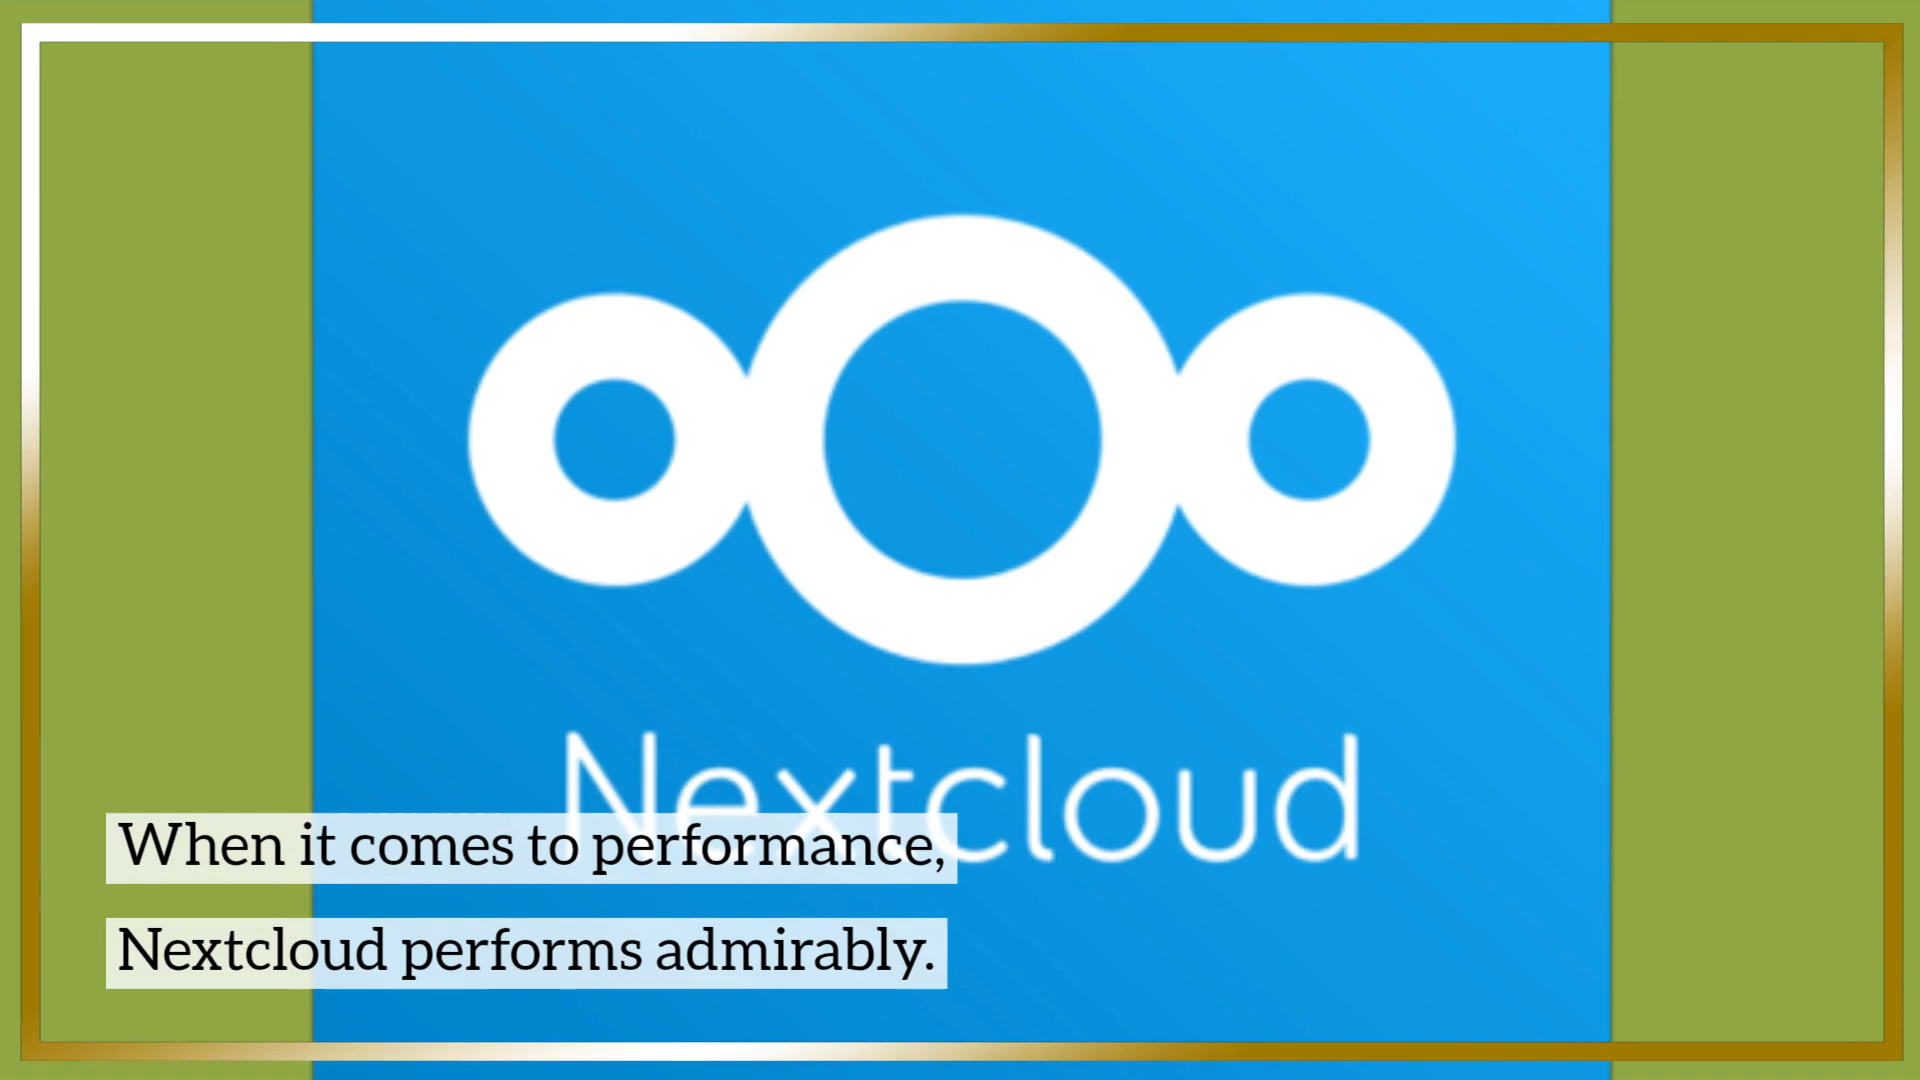 Nextcloud
When it comes to performance,
Nextcloud performs admirably.